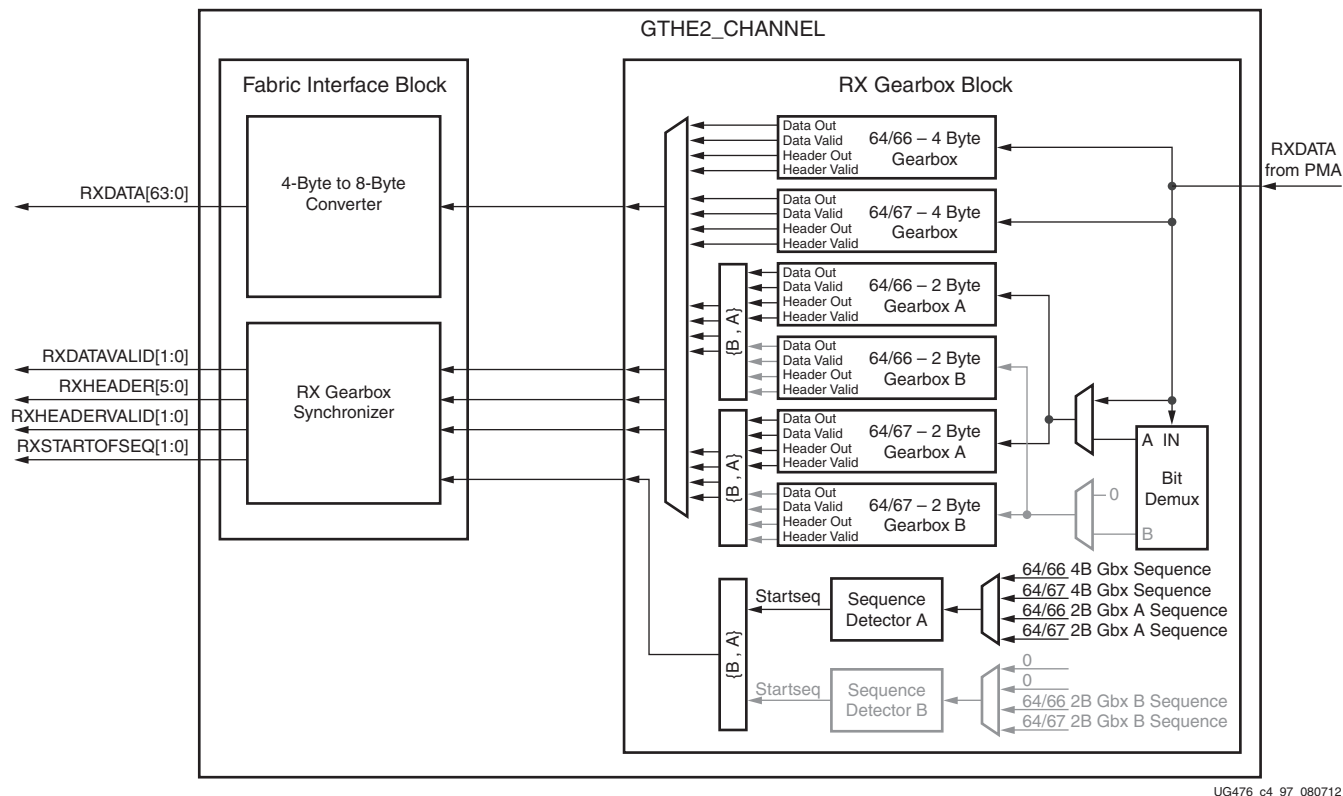 GTHE2_CHANNEL
Fabric Interface Block
4-Byte to 8-Byte
Converter
RX Gearbox
Synchronizer
RXDATA[63:0]
RXDATAVALID[1:0]
RXHEADER[5:0]
RXHEADERVALID[1:0]
RXSTARTOFSEQ[1:0]
RX Gearbox Block
Data Out
Data Valid
Header Out
Header Valid
64/66 – 4 Byte
Gearbox
Data Out
Data Valid
Header Out
Header Valid
64/67 – 4 Byte
Gearbox
{B , A}
Data Out
Data Valid
Header Out
Header Valid
64/66 – 2 Byte
Gearbox A
Data Out
Data Valid
Header Out
Header Valid
64/66 – 2 Byte
Gearbox B
{B , A}
Data Out
Data Valid
Header Out
Header Valid
64/67 – 2 Byte
Gearbox A
Data Out
Data Valid
Header Out
Header Valid
64/67 – 2 Byte
Gearbox B
RXDATA
from PMA
A IN
Bit
Demux
B
0
{B , A}
Startseq
Sequence
Detector A
64/66 4B Gbx Sequence
64/67 4B Gbx Sequence
64/66 2B Gbx A Sequence
64/67 2B Gbx A Sequence
Startseq
Sequence
Detector B
0
0
64/66 2B Gbx B Sequence
64/67 2B Gbx B Sequence
UG476_c4_97_080712